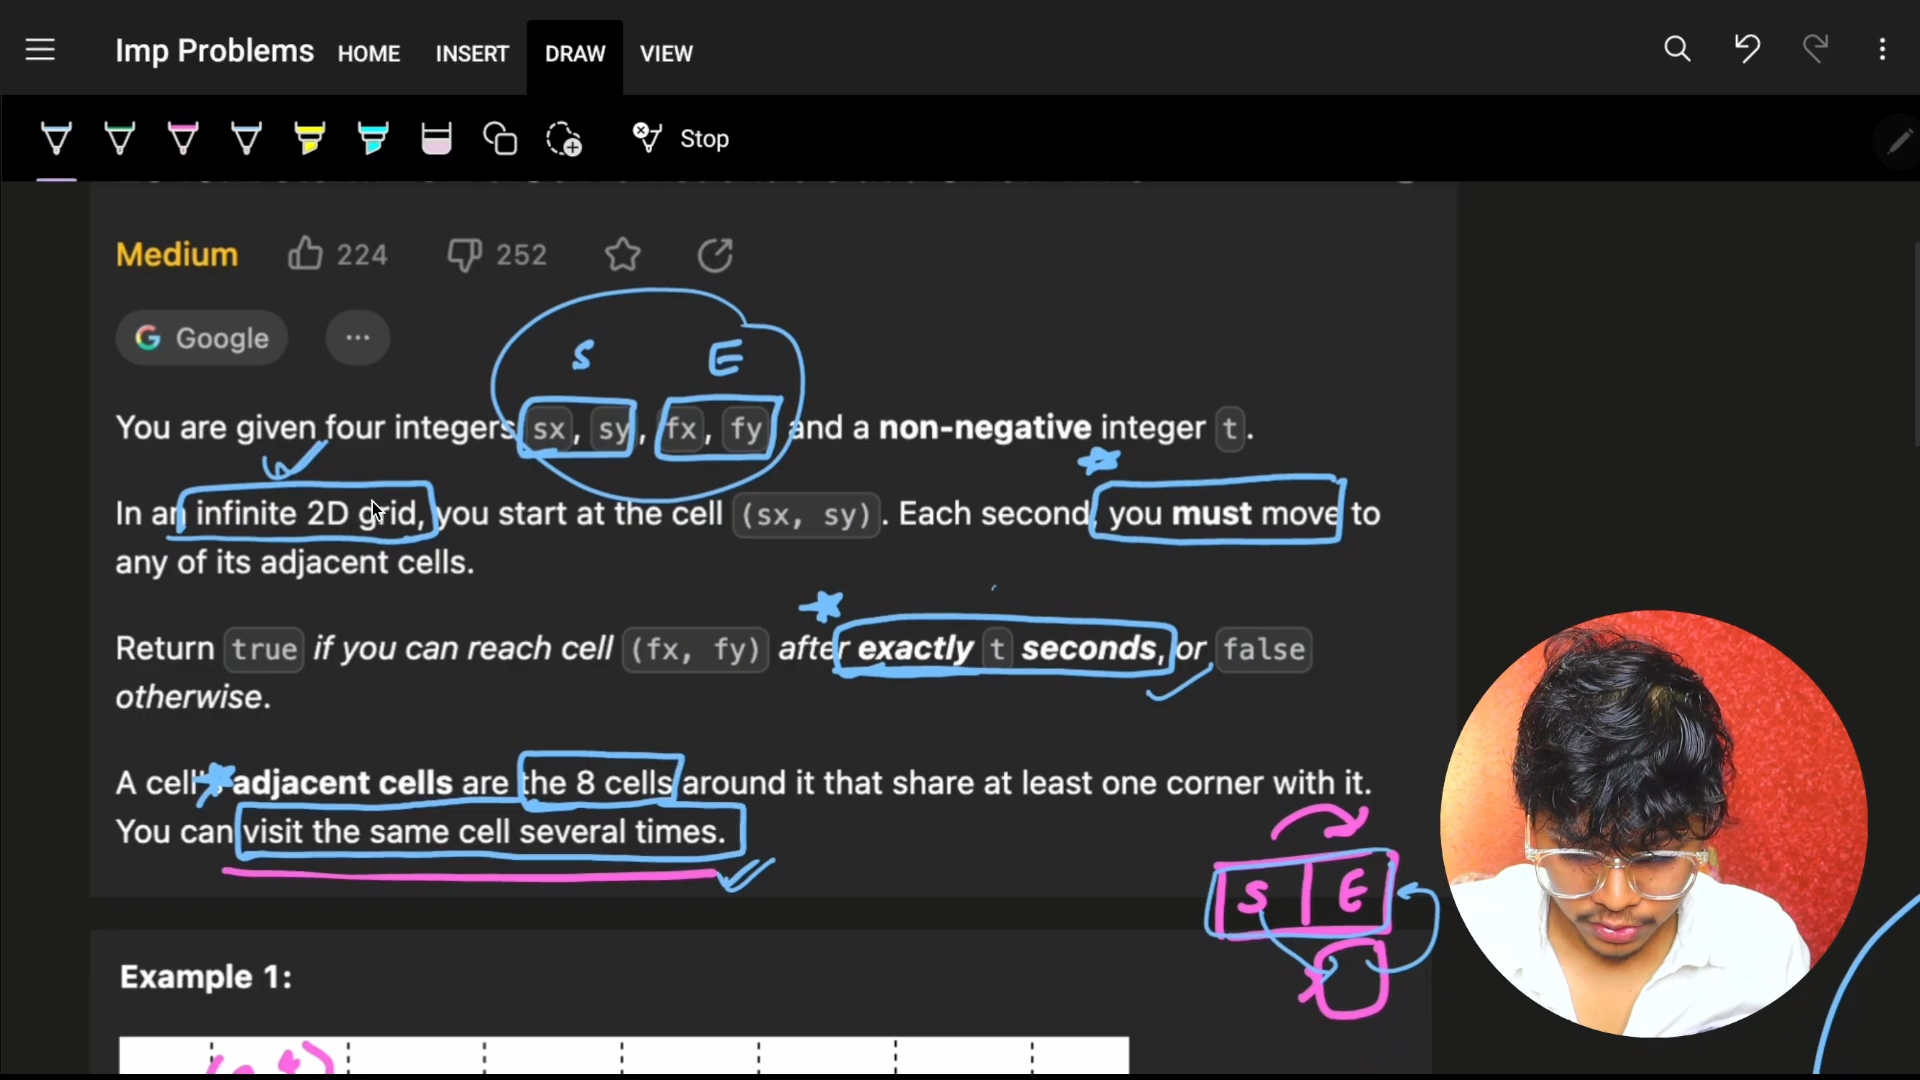 Imp Problems HOME INSERT DRAW VIEW
Stop
Medium 224 252
Google ...
S E
You are given four integers sx, sy, fx, fy and a non-negative integer t.
In an infinite 2D grid, you start at the cell (sx, sy). Each second, you must move to
any of its adjacent cells.
Return true if you can reach cell (fx, fy) after exactly t seconds, or false
otherwise.
A cell's adjacent cells are the 8 cells around it that share at least one corner with it.
You can visit the same cell several times.
S E
Example 1: